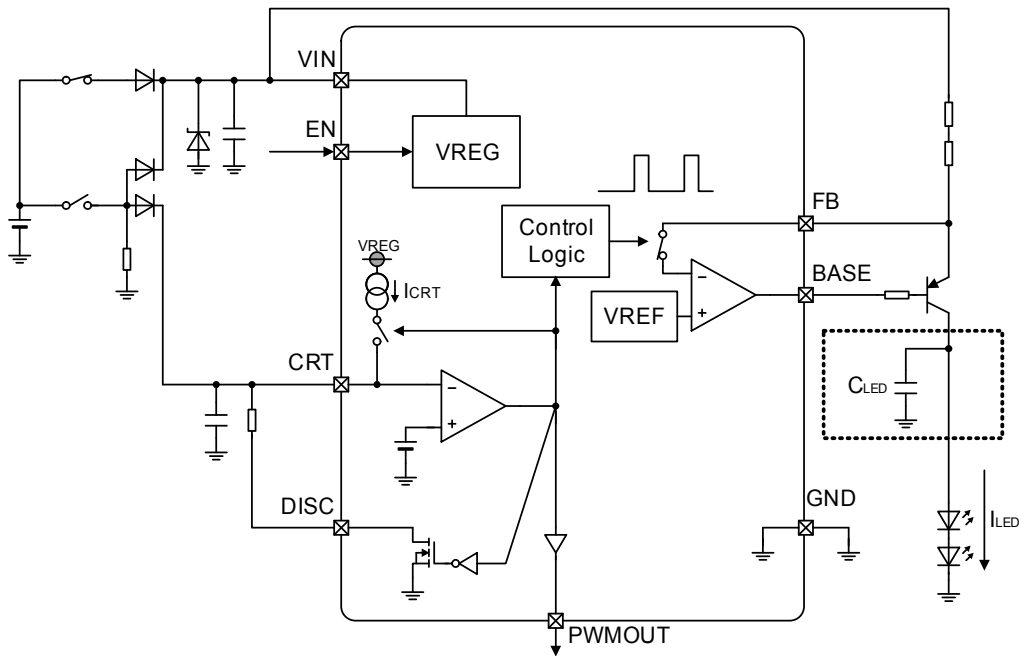 VIN
EN
VREG
FB
Control
Logic
VREG
BASE
ICRT
VREF
CRT
CLED
DISC
GND
ILED
PWMOUT